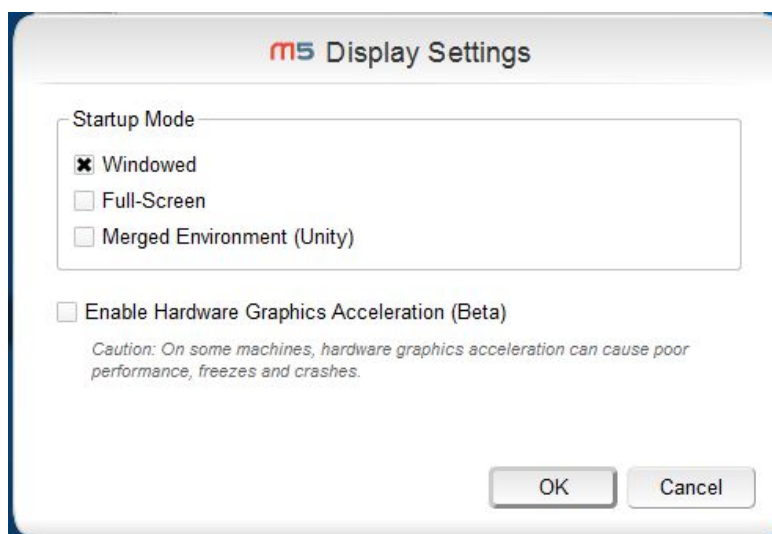 m5 Display Settings
Startup Mode
Windowed
Full-Screen
Merged Environment (Unity)
Enable Hardware Graphics Acceleration (Beta)
Caution: On some machines, hardware graphics acceleration can cause poor
performance, freezes and crashes.
OK Cancel